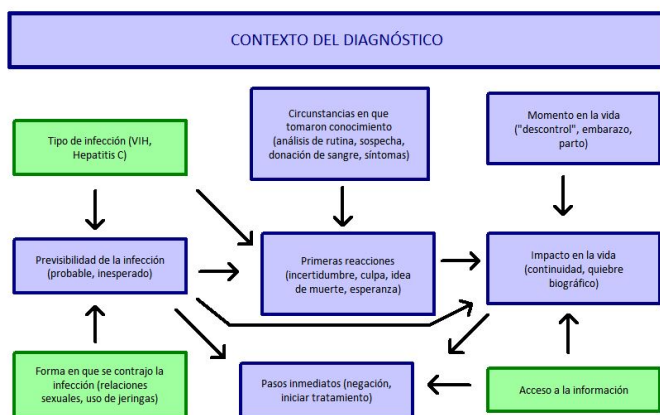 CONTEXTO DEL DIAGNÓSTICO
Tipo de infección (VIH,
Hepatitis C)
Circunstancias en que
tomaron conocimiento
(análisis de rutina, sospecha,
donación de sangre, síntomas)
Momento en la vida
("descontrol", embarazo,
parto)
Previsibilidad de la infección
(probable, inesperado)
Primeras reacciones
(incertidumbre, culpa, idea
de muerte, esperanza)
Impacto en la vida
(continuidad, quiebre
biográfico)
Forma en que se contrajo la
infección (relaciones
sexuales, uso de jeringas)
Pasos inmediatos (negación,
iniciar tratamiento)
Acceso a la información